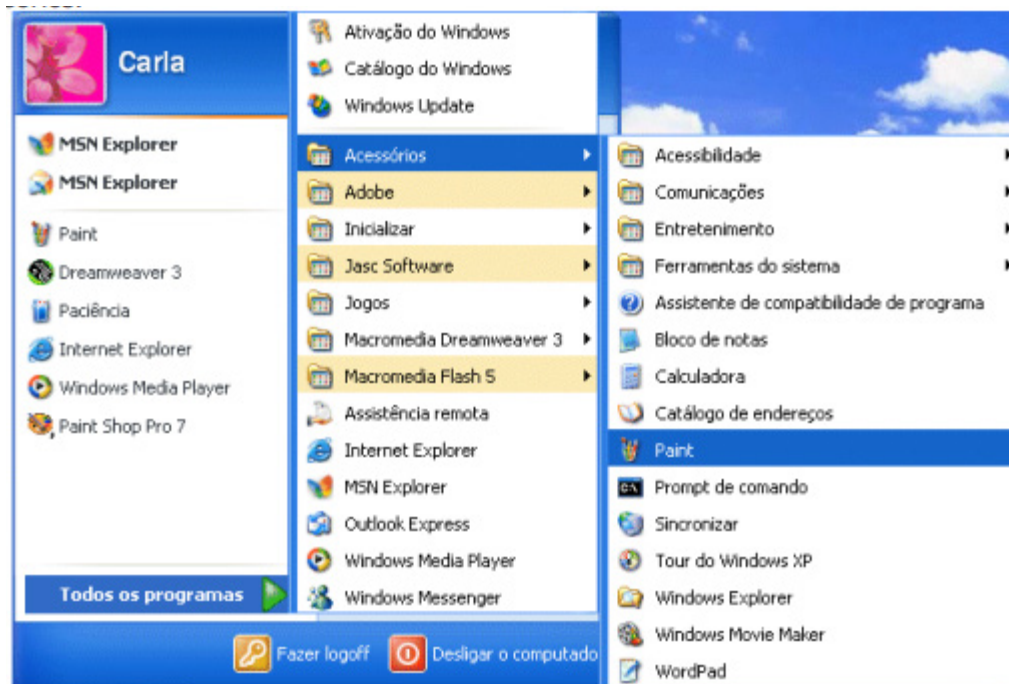 Carla
MSN Explorer
MSN Explorer
Paint
Dreamweaver 3
Paciência
Internet Explorer
Windows Media Player
Paint Shop Pro 7
Todos os programas
Ativação do Windows
Catálogo do Windows
Windows Update
Acessórios
Adobe
Inicializar
Jasc Software
Jogos
Macromedia Dreamweaver 3
Macromedia Flash 5
Assistência remota
Internet Explorer
MSN Explorer
Outlook Express
Windows Media Player
Windows Messenger
Acessibilidade
Comunicações
Entretenimento
Ferramentas do sistema
Assistente de compatibilidade de programa
Bloco de notas
Calculadora
Catálogo de endereços
Paint
Prompt de comando
Sincronizar
Tour do Windows XP
Windows Explorer
Windows Movie Maker
WordPad
Fazer logoff
Desligar o computado